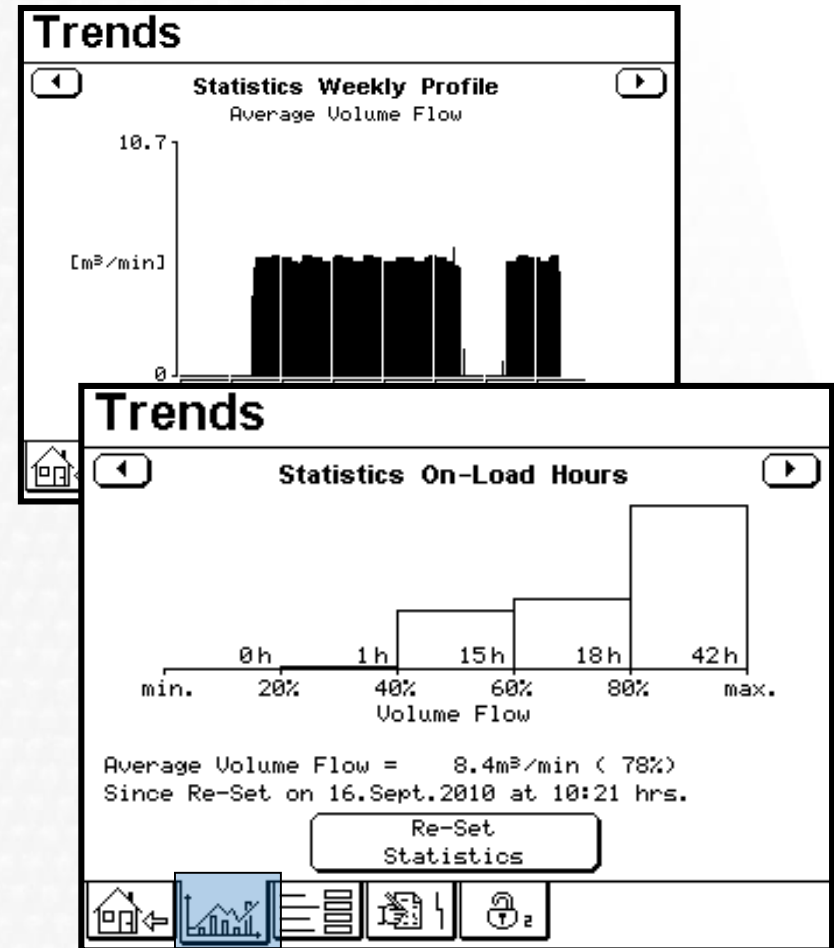 Trends
Statistics Weekly Profile
Average Volume Flow
10.7
[m³/min]
0
Trends
Statistics On-Load Hours
0h 1h 15h 18h 42h
min. 20% 40% 60% 80% max.
Volume Flow
Average Volume Flow = 8.4m³/min ( 78%)
Since Re-Set on 16.Sept.2010 at 10:21 hrs.
Re-Set
Statistics
2